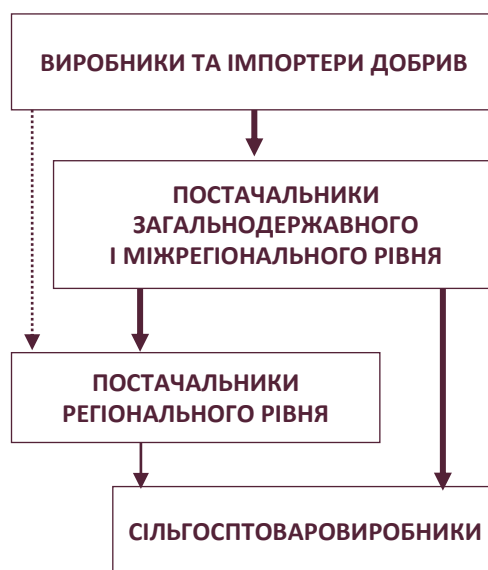 ВИРОБНИКИ ТА ІМПОРТЕРИ ДОБРИВ
ПОСТАЧАЛЬНИКИ
ЗАГАЛЬНОДЕРЖАВНОГО
І МІЖРЕГІОНАЛЬНОГО РІВНЯ
ПОСТАЧАЛЬНИКИ
РЕГІОНАЛЬНОГО РІВНЯ
СІЛЬГОСПТОВАРОВИРОБНИКИ